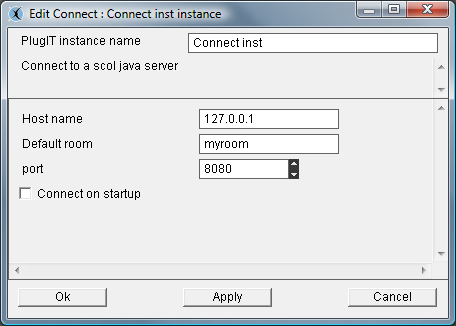 Edit Connect : Connect inst instance
PlugIT instance name Connect inst
Connect to a scol java server
Host name 127.0.0.1
Default room myroom
port 8080
Connect on startup
Ok Apply Cancel